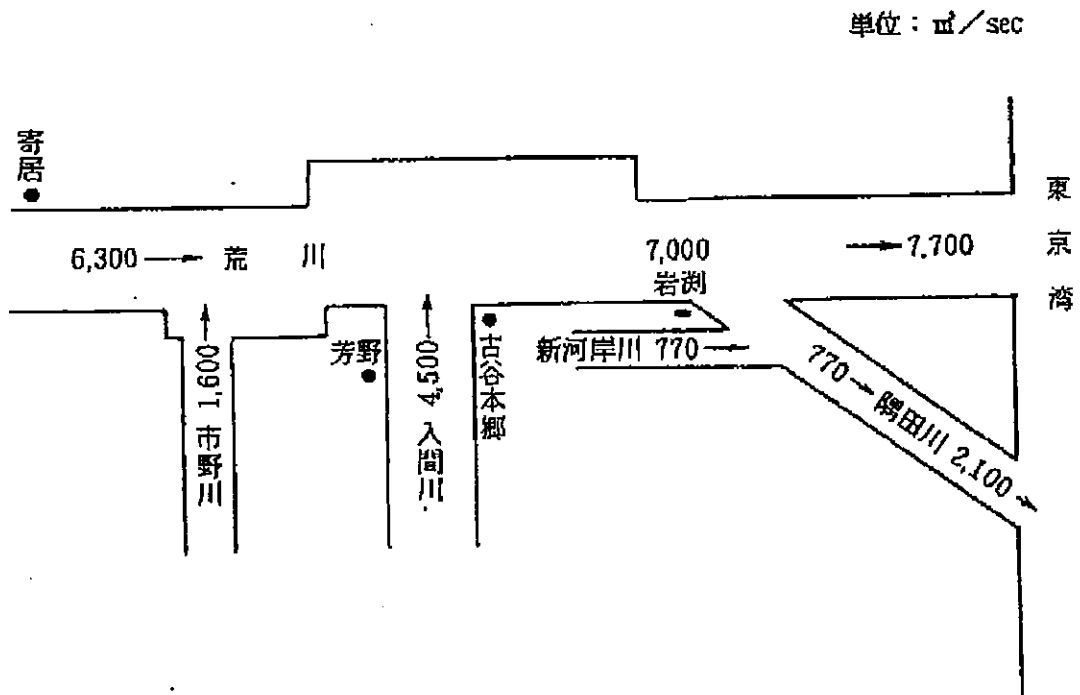 単位：㎥／sec
寄居
6,300→荒川
7,000
岩渕
→7,700
東京湾
→1,600 市野川
芳野
→4,500 入間川
古谷本郷
新河岸川 770→
770→隅田川 2,100→